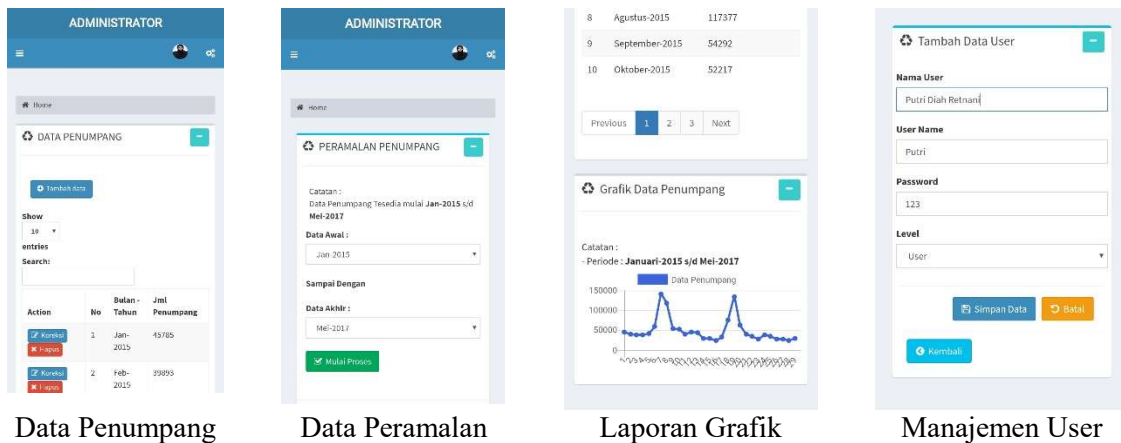 ADMINISTRATOR
Home
DATA PENUMPANG
Tambah data
Show
10
entries
Search:
Action No Bulan - Tahun Jml Penumpang
Koreksi 1 Jan-2015 45785
Hapus
Koreksi 2 Feb-2015 39893
Hapus
Data Penumpang
ADMINISTRATOR
Home
PERAMALAN PENUMPANG
Catatan :
Data Penumpang Tesedia mulai Jan-2015 s/d
Mei-2017
Data Awal :
Jan-2015
Sampai Dengan
Data Akhir :
Mei-2017
Mulai Proses
Data Peramalan
8 Agustus-2015 117377
9 September-2015 54292
10 Oktober-2015 52217
Previous 1 2 3 Next
Grafik Data Penumpang
Catatan :
- Periode : Januari-2015 s/d Mei-2017
Data Penumpang
150000
100000
50000
0
Laporan Grafik
Tambah Data User
Nama User
Putri Diah Retnani
User Name
Putri
Password
123
Level
User
Simpan Data Batal
Kembali
Manajemen User